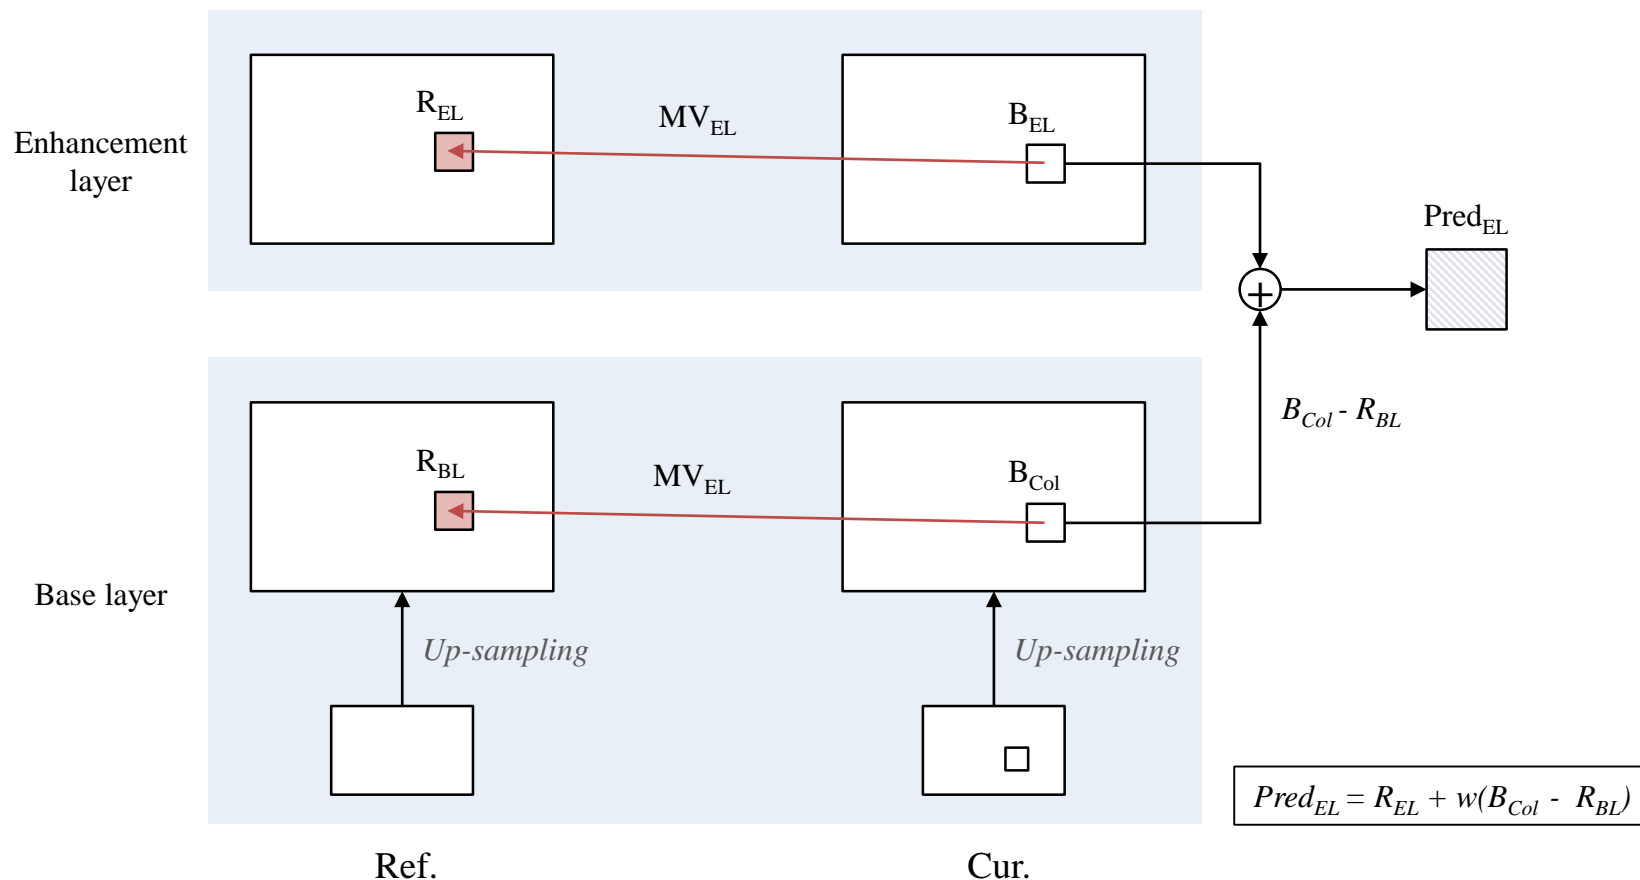 R_EL
MV_EL
B_EL
Enhancement
layer
Pred_EL
B_Col - R_BL
R_BL
MV_EL
B_Col
Base layer
Up-sampling
Up-sampling
Pred_EL = R_EL + w(B_Col - R_BL)
Ref.
Cur.